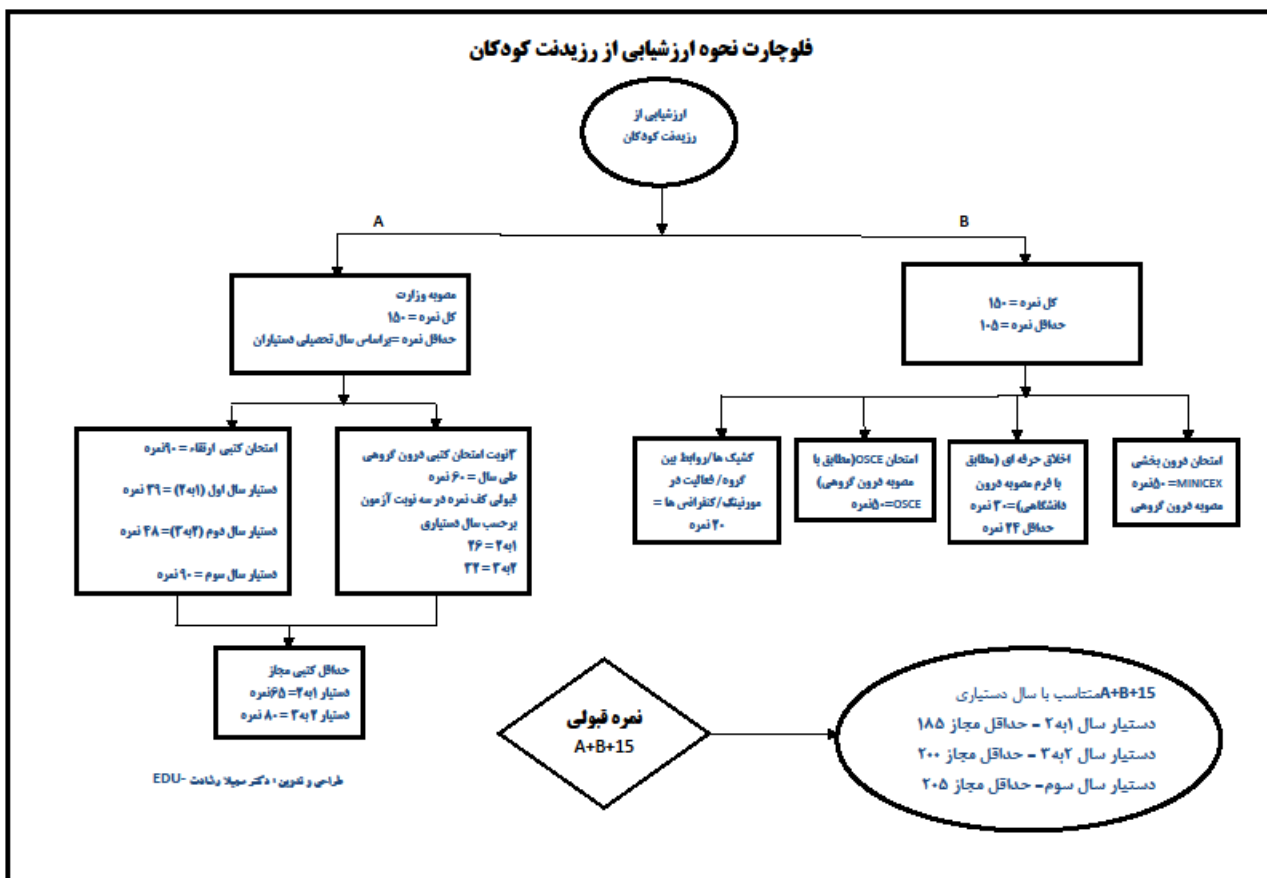 فلوچارت نحوه ارزشیابی از رزیدنت کودکان
ارزشیابی از
رزیدنت کودکان
A
B
مصوبه وزارت
کل نمره = ۱۵۰
حداقل نمره =براساس سال تحصیلی دستیاران
کل نمره = ۱۵۰
حداقل نمره = ۱۰۵
امتحان کتبی ارتقاء = ۹۰نمره
دستیار سال اول (۱به۲) = ۳۹ نمره
دستیار سال دوم (۲به۳)= ۴۸ نمره
دستیار سال سوم = ۹۰ نمره
۳نوبت امتحان کتبی درون گروهی
طی سال = ۶۰ نمره
قبولی کف نمره در سه نوبت آزمون
برحسب سال دستیاری
۱به۲ = ۲۶
۲به۳ = ۳۲
کشیک ها/روابط بین
گروه/ فعالیت در
مورنینگ/کنفرانس ها =
۲۰ نمره
امتحان OSCE(مطابق با
مصوبه درون گروهی)
OSCE=۵۰نمره
اخلاق حرفه ای (مطابق
با فرم مصوبه درون
دانشگاهی)=۳۰ نمره
حداقل ۲۴ نمره
امتحان درون بخشی
MINICEX=۵۰نمره
مصوبه درون گروهی
حداقل کتبی مجاز
دستیار ۱به۲= ۶۵نمره
دستیار ۲ به۳ = ۸۰ نمره
نمره قبولی
A+B+15
A+B+15متناسب با سال دستیاری
دستیار سال ۱به۲ - حداقل مجاز ۱۸۵
دستیار سال ۲به۳ - حداقل مجاز ۲۰۰
دستیار سال سوم- حداقل مجاز ۲۰۵
طراحی و تدوین : دکتر سهیلا رشادت -EDU